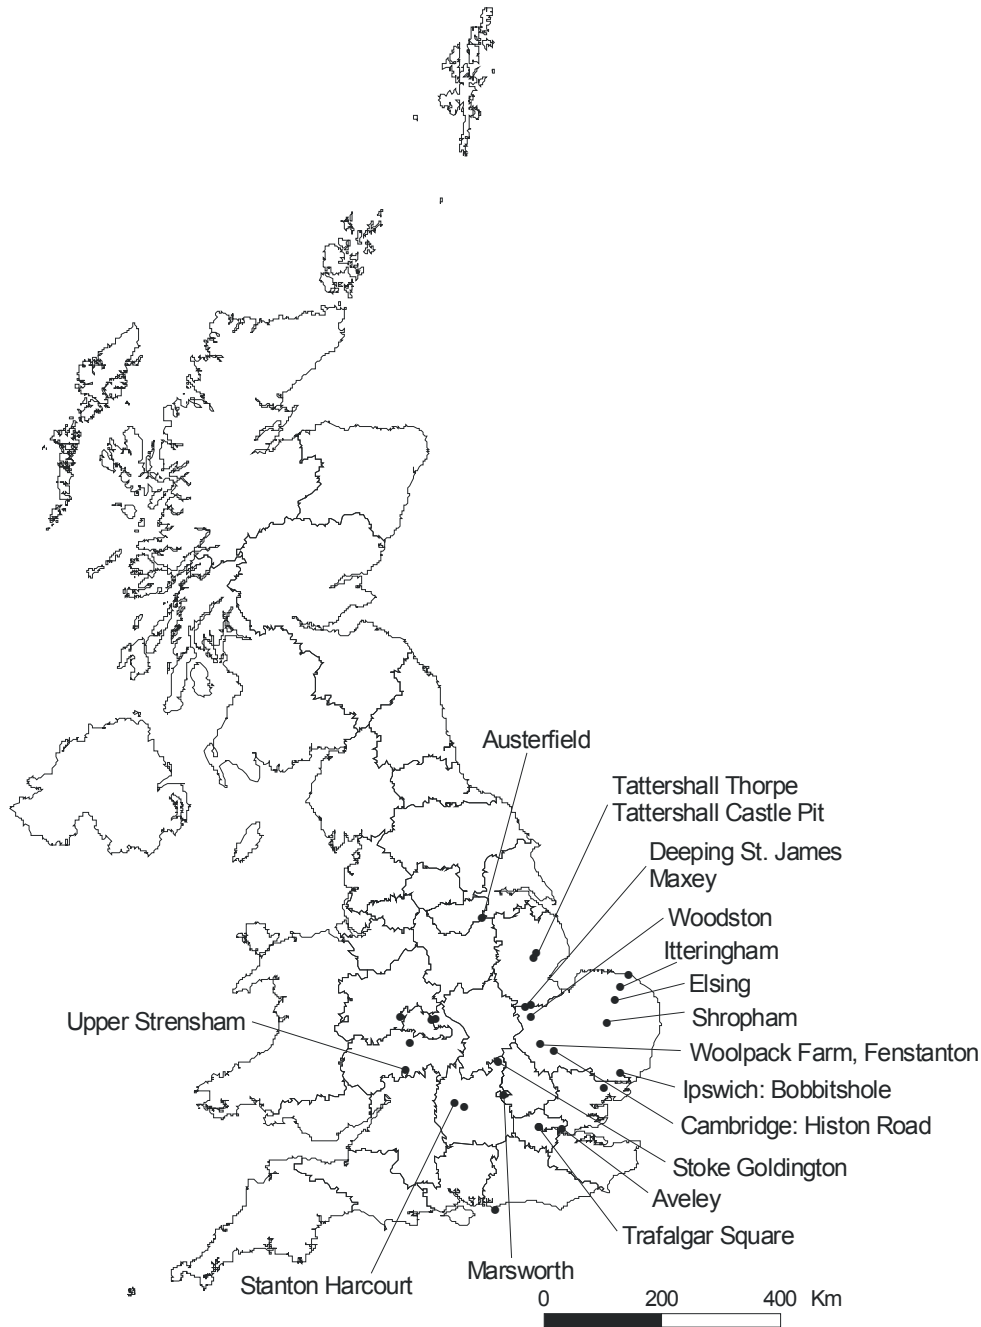 Austerfield
Tattershall Thorpe
Tattershall Castle Pit
Deeping St. James
Maxey
Woodston
Itteringham
Elsing
Shropham
Upper Strensham
Woolpack Farm, Fenstanton
Ipswich: Bobbitshole
Cambridge: Histon Road
Stoke Goldington
Aveley
Trafalgar Square
Marsworth
Stanton Harcourt
0 200 400 Km